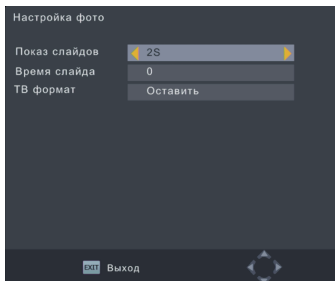 Настройка фото
Показ слайдов 2S
Время слайда 0
ТВ формат Оставить
EXIT Выход